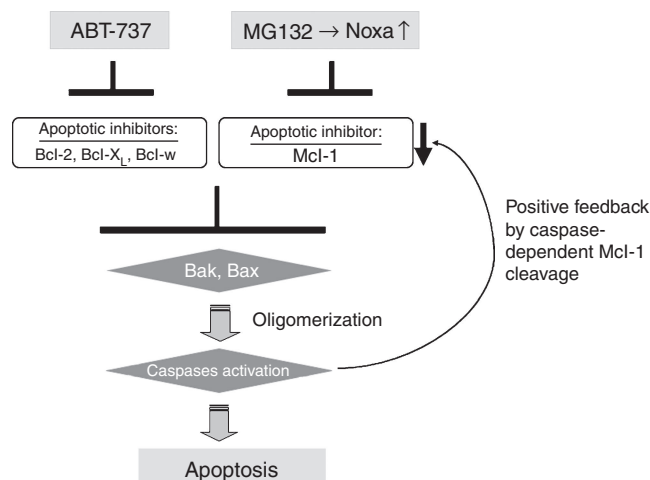 ABT-737
MG132 → Noxa ↑
Apoptotic inhibitors:
Bcl-2, Bcl-XL, Bcl-w
Apoptotic inhibitor:
Mcl-1
Positive feedback
by caspase-
dependent Mcl-1
cleavage
Bak, Bax
Oligomerization
Caspases activation
Apoptosis